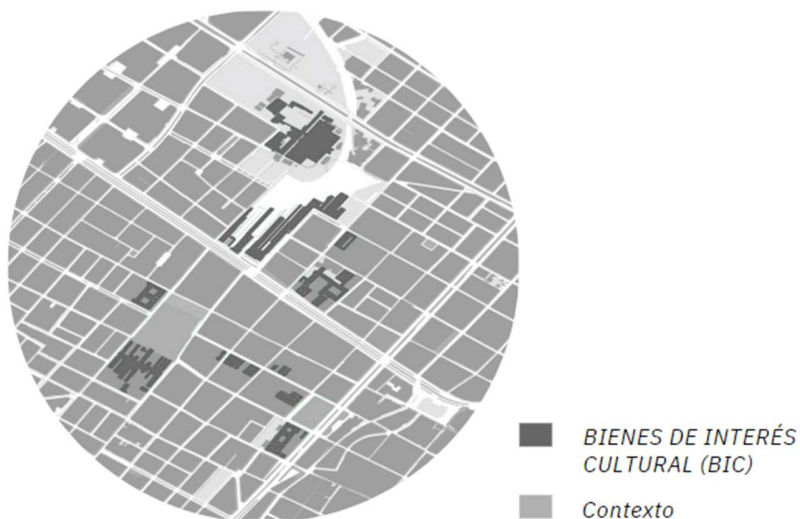 BIENES DE INTERÉS
CULTURAL (BIC)
Contexto